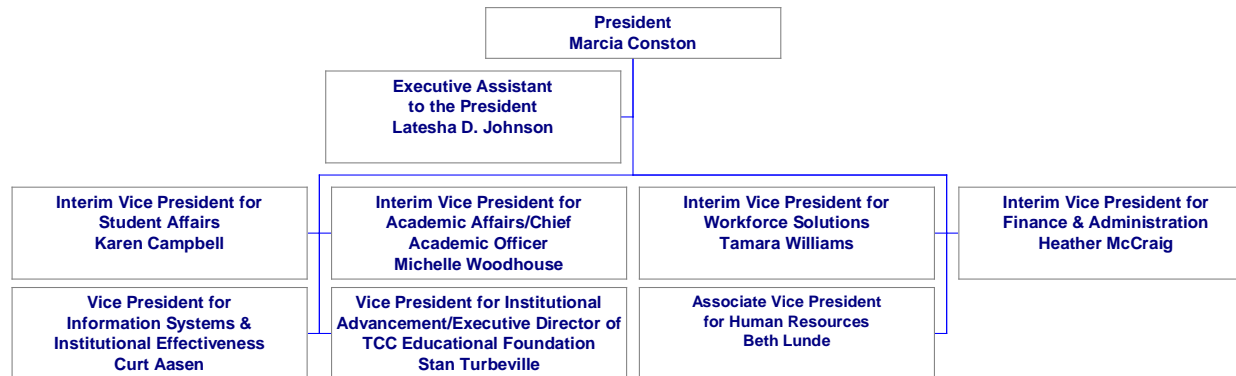 President
Marcia Conston
Executive Assistant
to the President
Latesha D. Johnson
Interim Vice President for
Student Affairs
Karen Campbell
Interim Vice President for
Academic Affairs/Chief
Academic Officer
Michelle Woodhouse
Interim Vice President for
Workforce Solutions
Tamara Williams
Interim Vice President for
Finance & Administration
Heather McCraig
Vice President for
Information Systems &
Institutional Effectiveness
Curt Aasen
Vice President for Institutional
Advancement/Executive Director of
TCC Educational Foundation
Stan Turbeville
Associate Vice President
for Human Resources
Beth Lunde